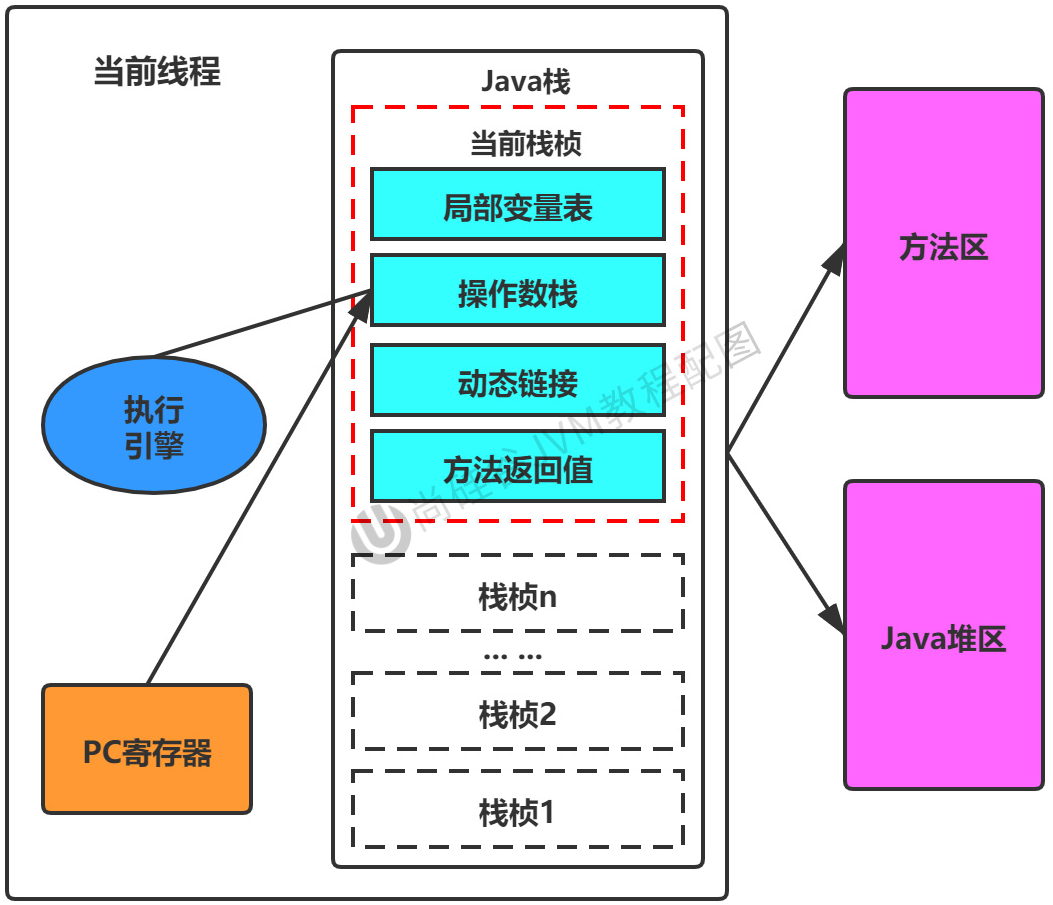 当前线程
Java栈
当前栈桢
局部变量表
操作数栈
动态链接
方法返回值
栈桢n
... ...
栈桢2
栈桢1
执行
引擎
PC寄存器
方法区
Java堆区
尚硅谷JVM教程配图